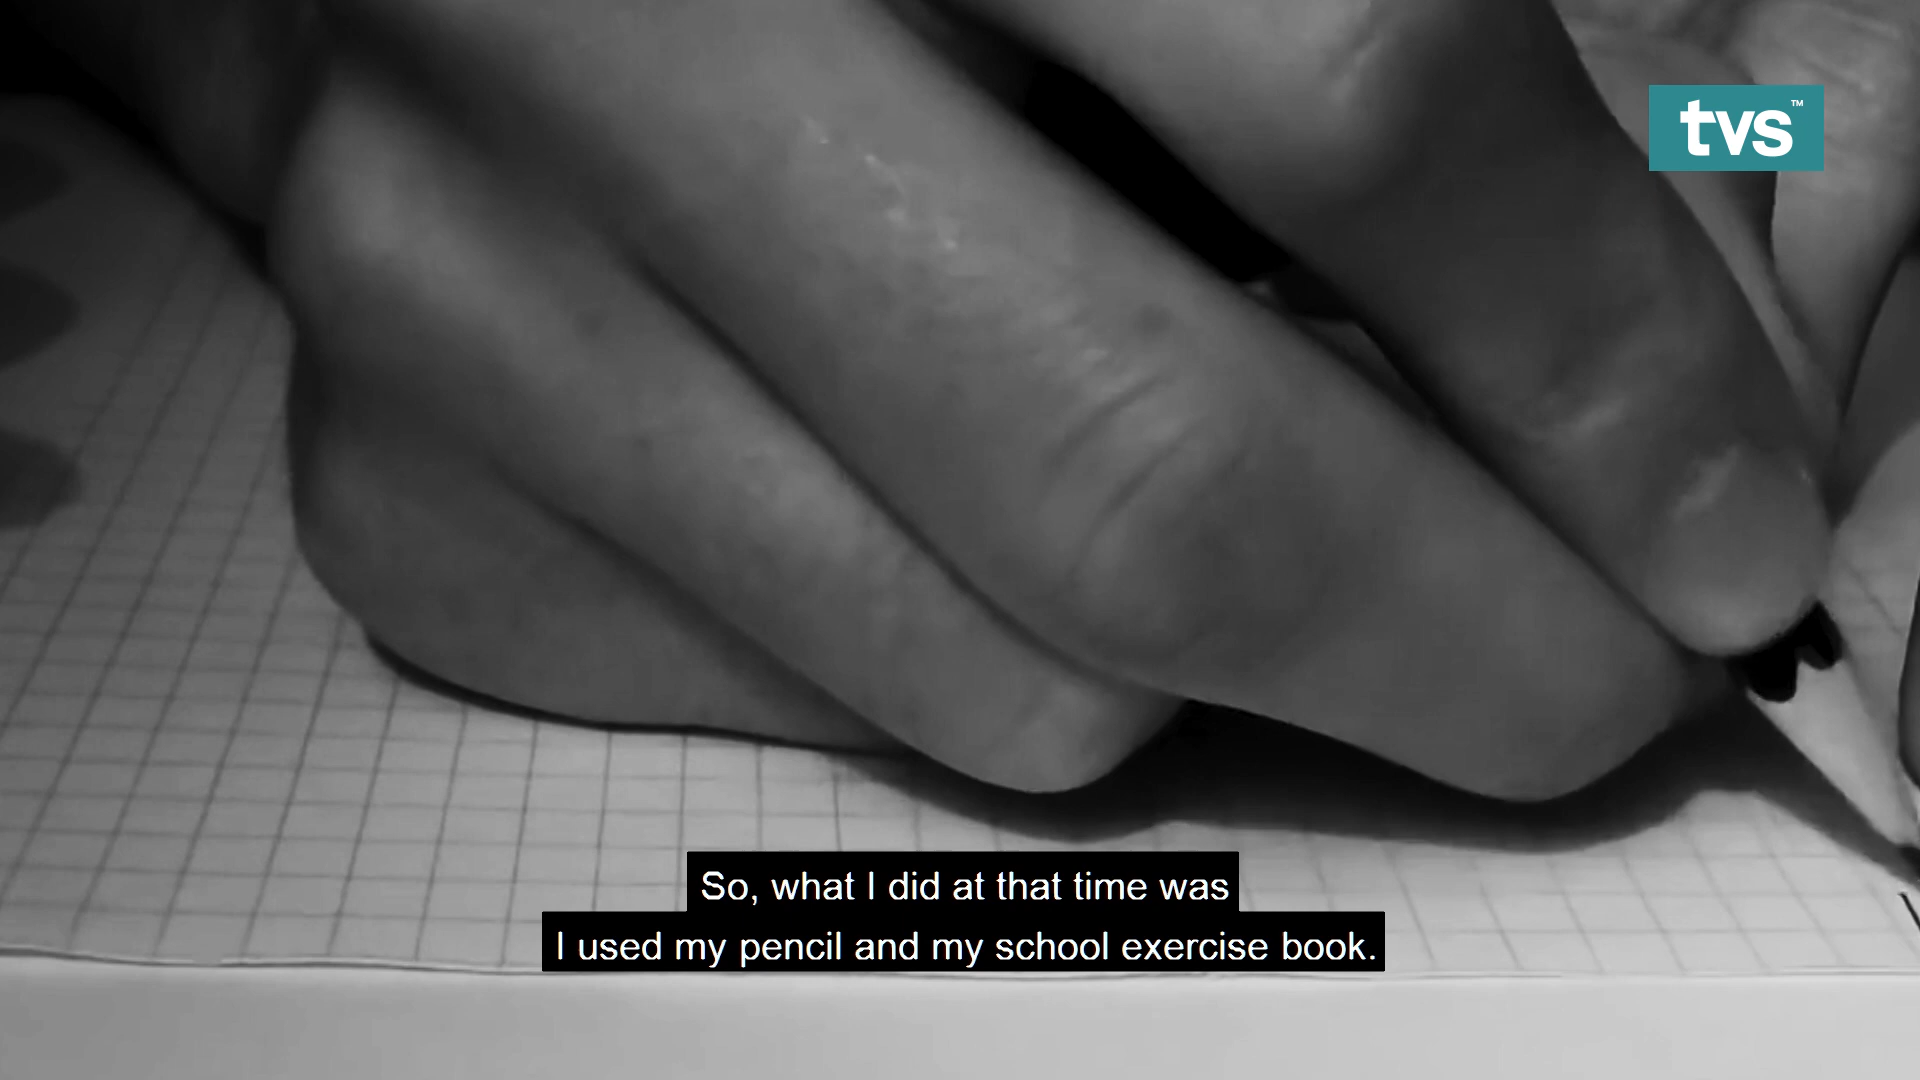 tvs™
So, what I did at that time was
I used my pencil and my school exercise book.